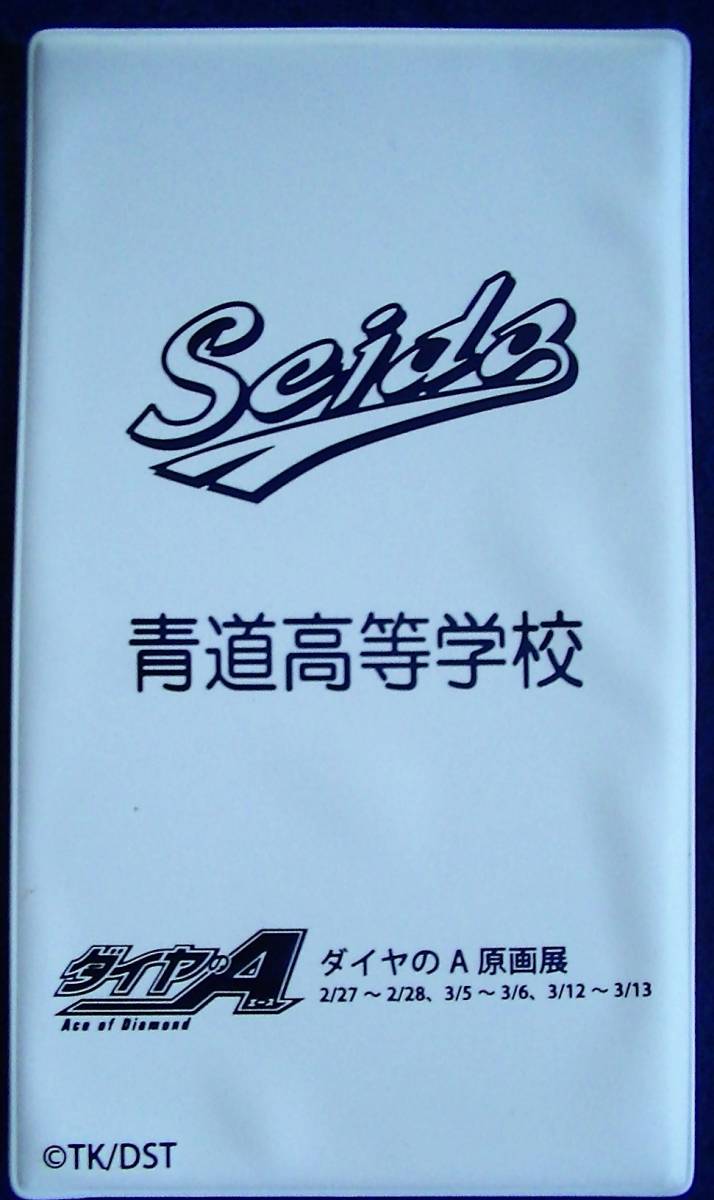 Seido
青道高等学校
ダイヤのA
エース
Ace of Diamond
ダイヤの A 原画展
2/27 ～ 2/28、3/5 ～ 3/6、3/12 ～ 3/13
©TK/DST